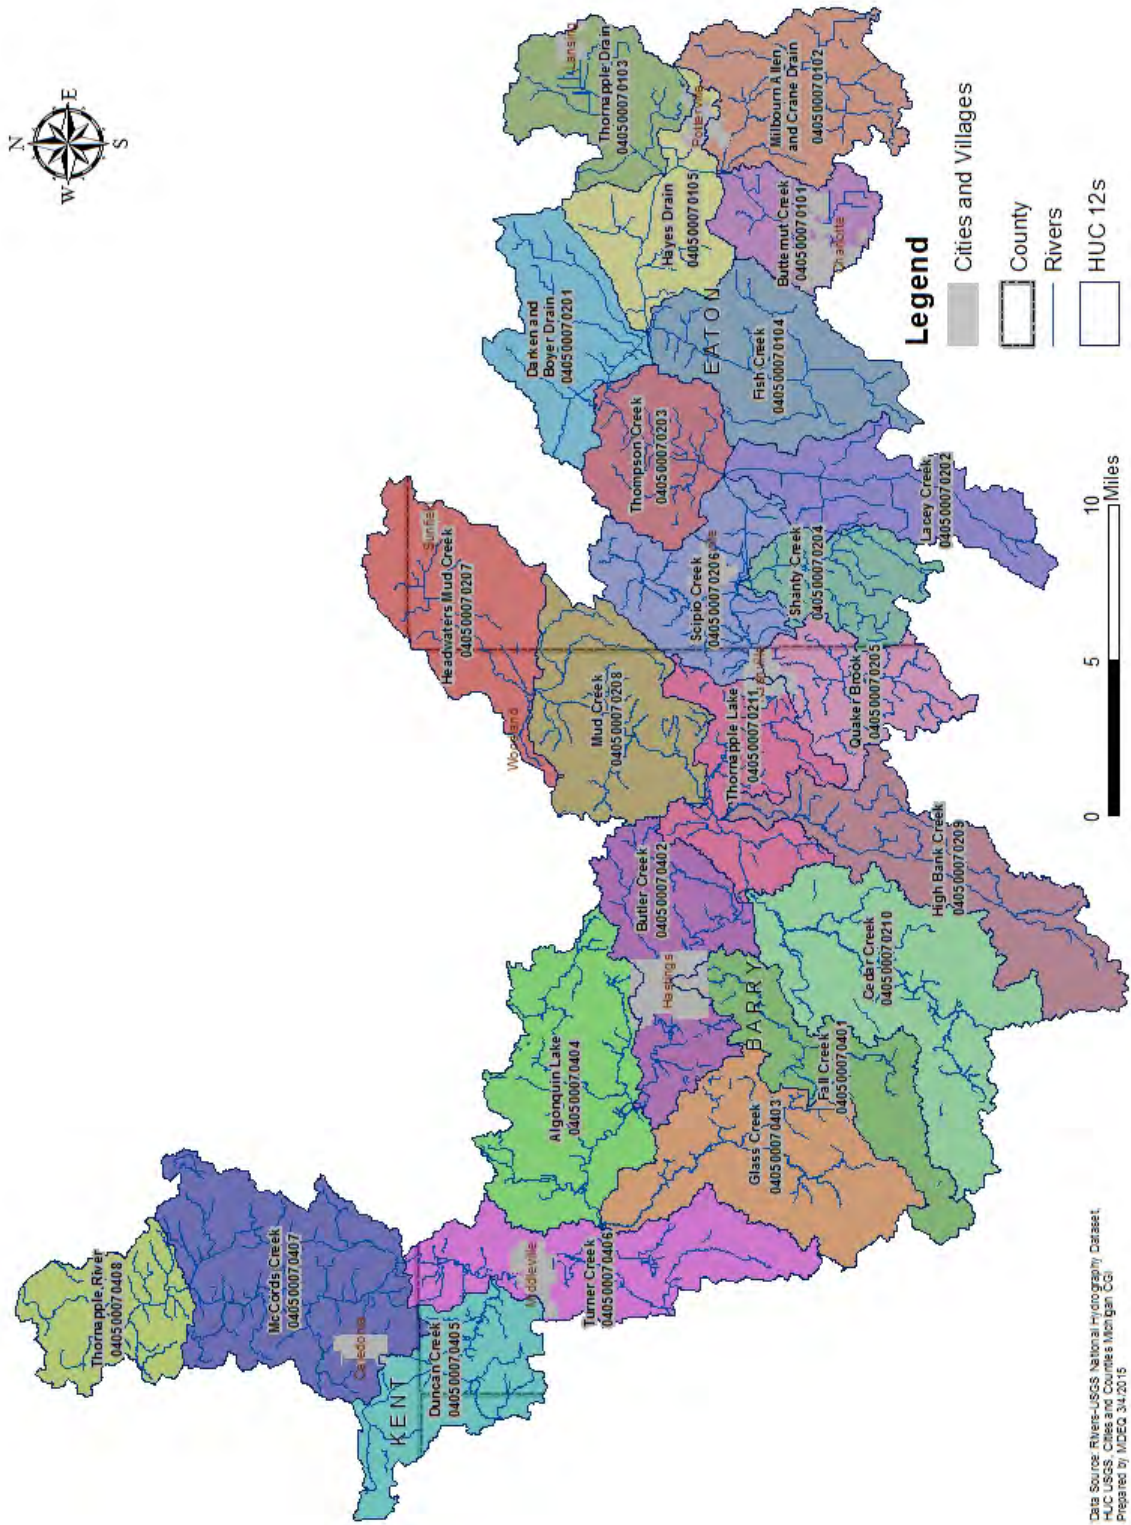 N
W
E
S
Thornapple River
040500070408
McCords Creek
040500070407
Caledonia
KENT
Duncan Creek
040500070405
Middleville
Turner Creek
040500070406
Algonquin Lake
040500070404
Glass Creek
040500070403
Hastings
BARRY
Fall Creek
040500070401
Butler Creek
040500070402
Cedar Creek
040500070210
High Bank Creek
040500070209
Headwaters Mud Creek
040500070207
Woodland
Mud Creek
040500070208
Thornapple Lake
040500070211
Quaker Brook
040500070205
Scipio Creek
040500070206
Shanty Creek
040500070204
Lacey Creek
040500070202
Thompson Creek
040500070203
Darken and
Boyer Drain
040500070201
EATON
Fish Creek
040500070104
Hayes Drain
040500070105
Butternut Creek
040500070101
Charlotte
Thornapple Drain
040500070103
Lansing
Potterville
Milbourn Allen
and Crane Drain
040500070102
Legend
Cities and Villages
County
Rivers
HUC 12s
0
5
10
Miles
*Data Source: Rivers-USGS National Hydrography Dataset,
HUC USGS, Cities and Counties Michigan CGI
Prepared by MDEQ 3/4/2015